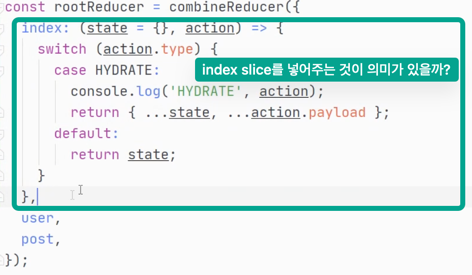 const rootReducer = combineReducer({
index: (state = {}, action) => {
switch (action.type) {
case HYDRATE:
index slice를 넣어주는 것이 의미가 있을까?
console.log('HYDRATE', action);
return { ...state, ...action.payload };
default:
return state;
}
},
user,
post,
});